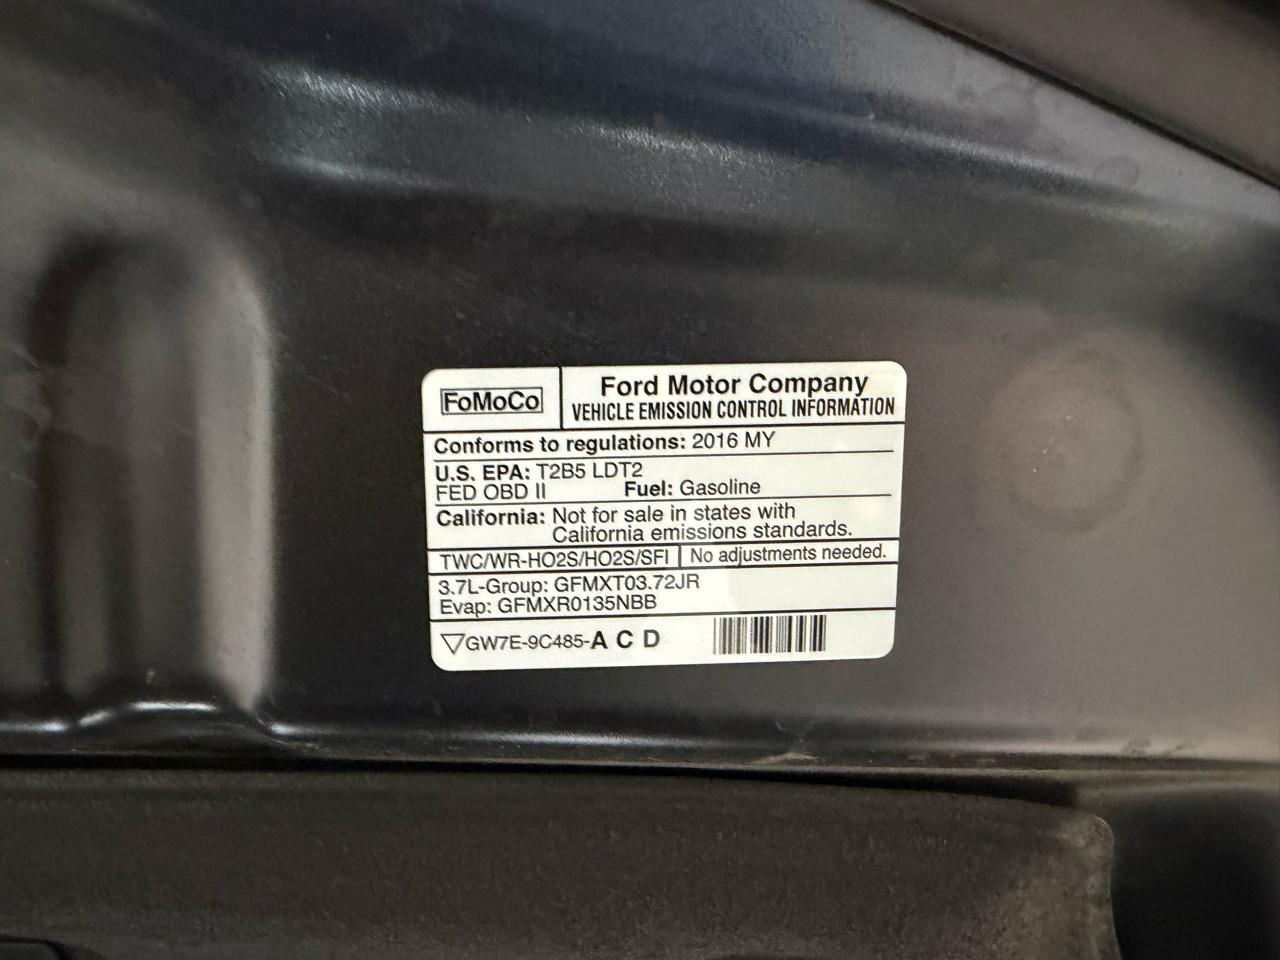 FoMoCo
Ford Motor Company
VEHICLE EMISSION CONTROL INFORMATION
Conforms to regulations: 2016 MY
U.S. EPA: T2B5 LDT2
FED OBD II Fuel: Gasoline
California: Not for sale in states with
California emissions standards.
TWC/WR-HO2S/HO2S/SFI No adjustments needed.
3.7L-Group: GFMXT03.72JR
Evap: GFMXR0135NBB
GW7E-9C485-A C D